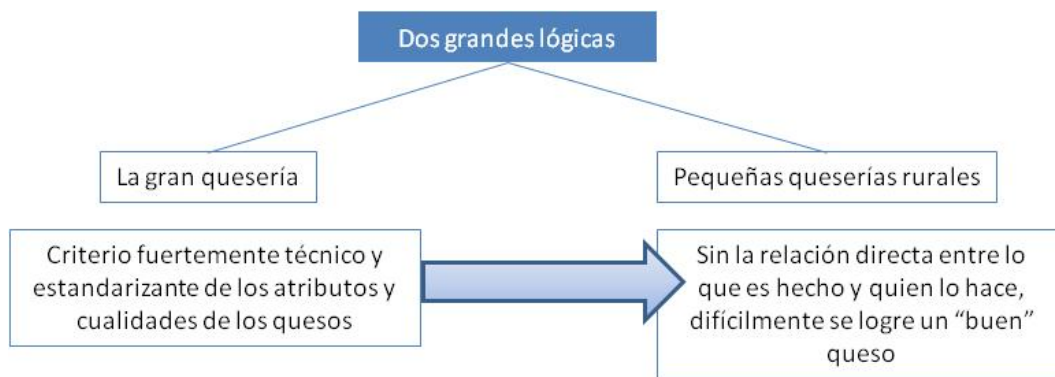 Dos grandes lógicas
La gran quesería
Pequeñas queserías rurales
Criterio fuertemente técnico y
estandarizante de los atributos y
cualidades de los quesos
Sin la relación directa entre lo
que es hecho y quien lo hace,
difícilmente se logre un “buen”
queso